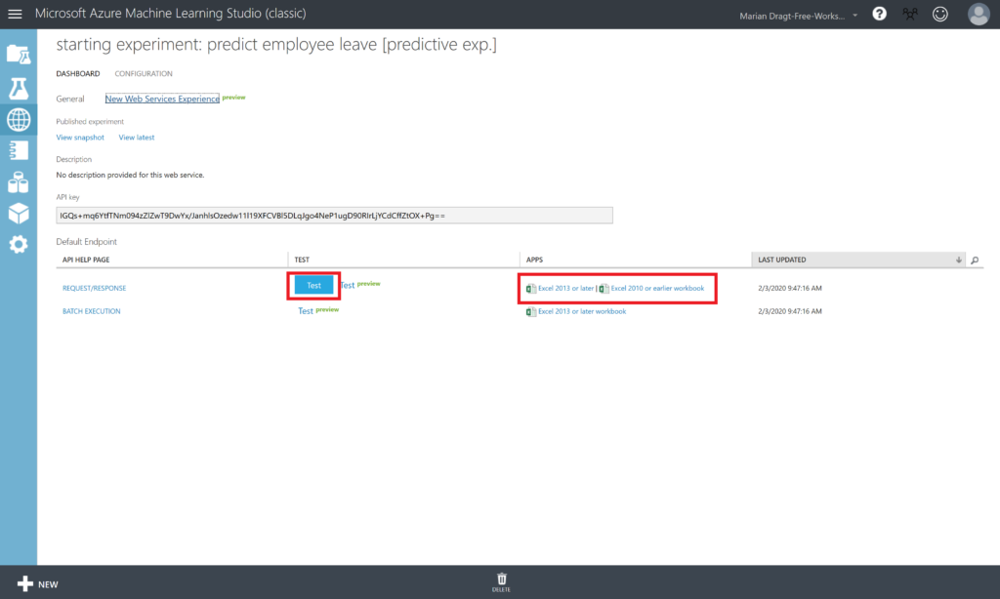 Microsoft Azure Machine Learning Studio (classic)
Marian Dragt-Free-Works...
starting experiment: predict employee leave [predictive exp.]
DASHBOARD CONFIGURATION
General New Web Services Experience preview
Published experiment
View snapshot View latest
Description
No description provided for this web service.
API key
Default Endpoint
API HELP PAGE TEST APPS LAST UPDATED
REQUEST/RESPONSE Test Test preview Excel 2013 or later | Excel 2010 or earlier workbook 2/3/2020 9:47:16 AM
BATCH EXECUTION Test preview Excel 2013 or later workbook 2/3/2020 9:47:16 AM
NEW DELETE